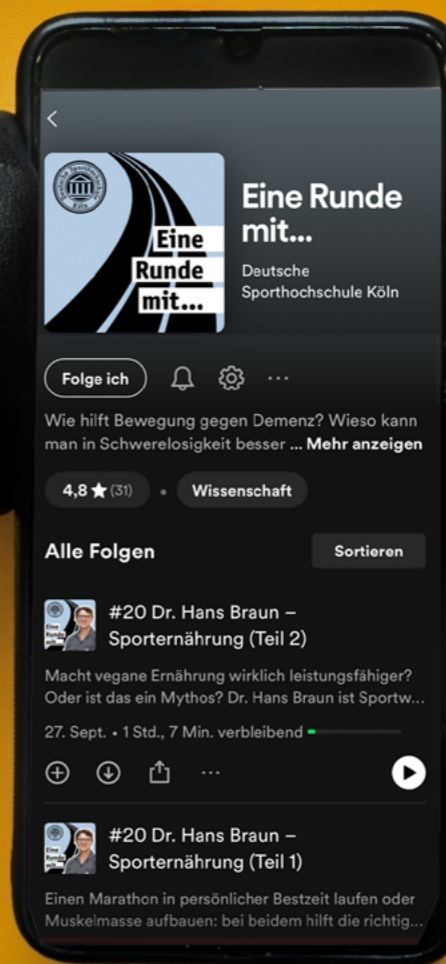 Eine
Runde
mit...
Eine Runde
mit...
Deutsche
Sporthochschule Köln
Folge ich
Wie hilft Bewegung gegen Demenz? Wieso kann
man in Schwerelosigkeit besser ... Mehr anzeigen
4,8 ★ (31) • Wissenschaft
Alle Folgen
Sortieren
#20 Dr. Hans Braun –
Sporternährung (Teil 2)
Macht vegane Ernährung wirklich leistungsfähiger?
Oder ist das ein Mythos? Dr. Hans Braun ist Sportw...
27. Sept. • 1 Std., 7 Min. verbleibend
#20 Dr. Hans Braun –
Sporternährung (Teil 1)
Einen Marathon in persönlicher Bestzeit laufen oder
Muskelmasse aufbauen: bei beidem hilft die richtig...